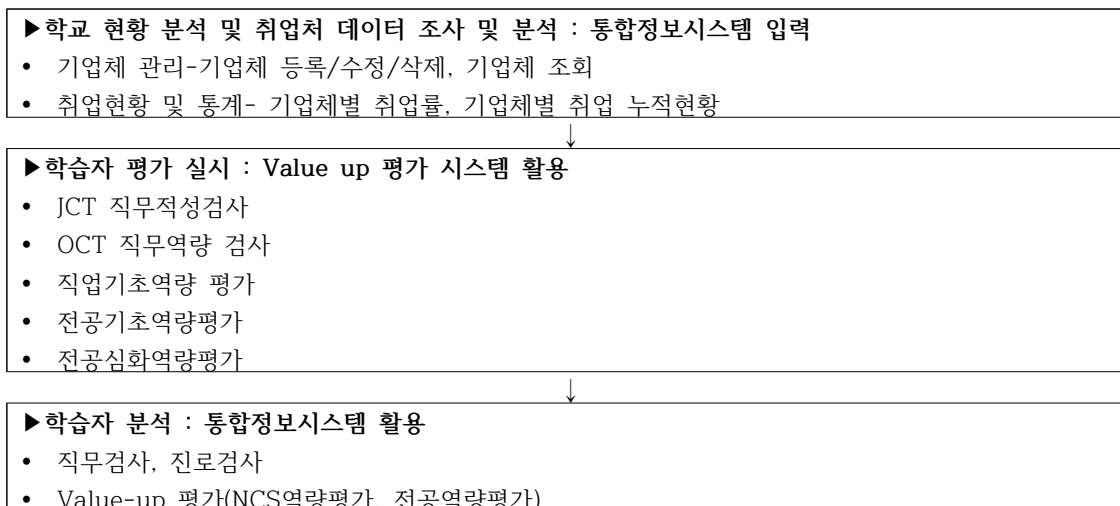 ▶학교 현황 분석 및 취업처 데이터 조사 및 분석 : 통합정보시스템 입력
• 기업체 관리-기업체 등록/수정/삭제, 기업체 조회
• 취업현황 및 통계- 기업체별 취업률, 기업체별 취업 누적현황
↓
▶학습자 평가 실시 : Value up 평가 시스템 활용
• JCT 직무적성검사
• OCT 직무역량 검사
• 직업기초역량 평가
• 전공기초역량평가
• 전공심화역량평가
↓
▶학습자 분석 : 통합정보시스템 활용
• 직무검사, 진로검사
• Value-up 평가(NCS역량평가, 전공역량평가)